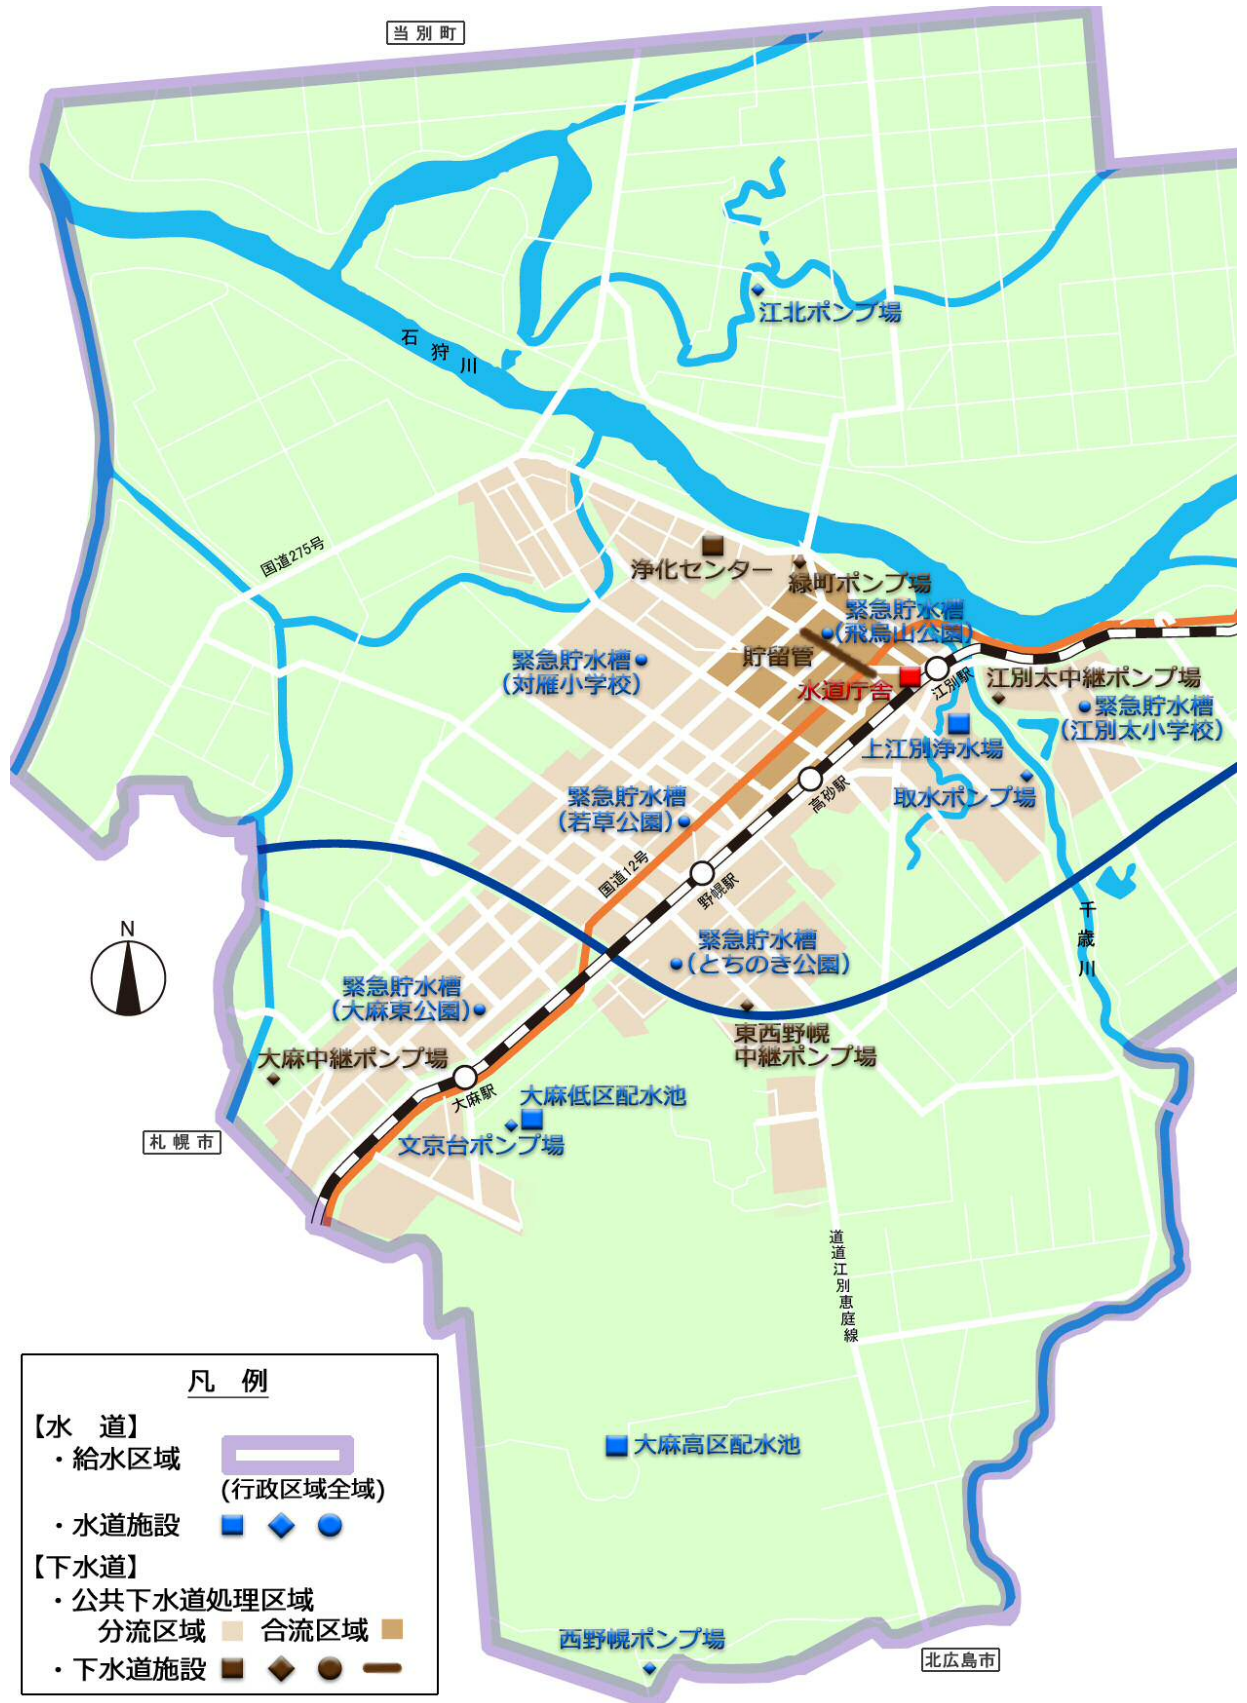 当別町
江北ポンプ場
石狩川
国道275号
浄化センター
緑町ポンプ場
緊急貯水槽
(飛鳥山公園)
貯留管
緊急貯水槽
(対雁小学校)
水道庁舎
江別駅
江別太中継ポンプ場
緊急貯水槽
(江別太小学校)
上江別浄水場
取水ポンプ場
高砂駅
緊急貯水槽
(若草公園)
国道12号
野幌駅
千歳川
N
緊急貯水槽
(とちのき公園)
緊急貯水槽
(大麻東公園)
東西野幌
中継ポンプ場
大麻中継ポンプ場
大麻駅
大麻低区配水池
文京台ポンプ場
札幌市
道道江別恵庭線
大麻高区配水池
西野幌ポンプ場
北広島市
凡 例
【水 道】
・給水区域
(行政区域全域)
・水道施設
【下水道】
・公共下水道処理区域
分流区域 合流区域
・下水道施設